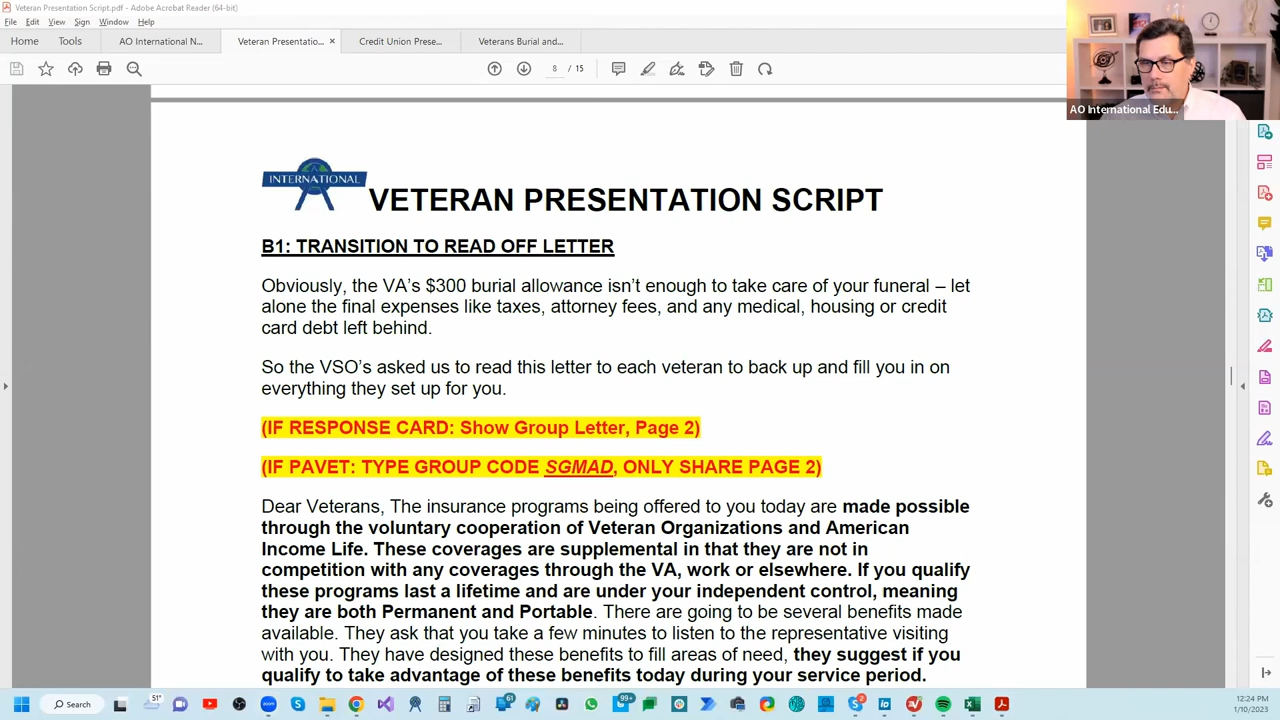 Veteran Presentation Script.pdf - Adobe Acrobat Reader (64-bit)
File Edit View Sign Window Help
Home Tools AO International N... Veteran Presentatio... × Credit Union Prese... Veterans Burial and...
8 / 15
AO International Edu...
INTERNATIONAL
VETERAN PRESENTATION SCRIPT
B1: TRANSITION TO READ OFF LETTER
Obviously, the VA's $300 burial allowance isn't enough to take care of your funeral – let
alone the final expenses like taxes, attorney fees, and any medical, housing or credit
card debt left behind.
So the VSO's asked us to read this letter to each veteran to back up and fill you in on
everything they set up for you.
(IF RESPONSE CARD: Show Group Letter, Page 2)
(IF PAVET: TYPE GROUP CODE SGMAD, ONLY SHARE PAGE 2)
Dear Veterans, The insurance programs being offered to you today are made possible
through the voluntary cooperation of Veteran Organizations and American
Income Life. These coverages are supplemental in that they are not in
competition with any coverages through the VA, work or elsewhere. If you qualify
these programs last a lifetime and are under your independent control, meaning
they are both Permanent and Portable. There are going to be several benefits made
available. They ask that you take a few minutes to listen to the representative visiting
with you. They have designed these benefits to fill areas of need, they suggest if you
qualify to take advantage of these benefits today during your service period.
Search 51° 61 99+ 2 12:24 PM
1/10/2023